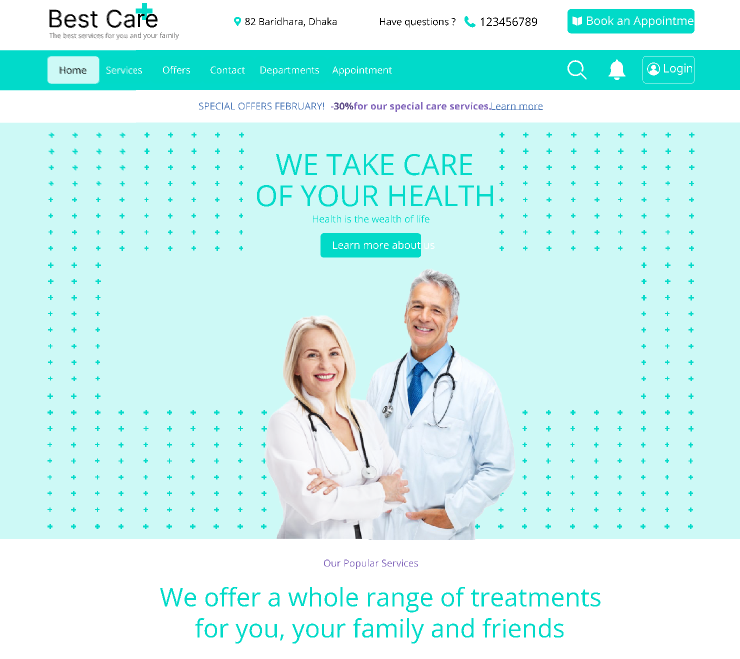 Best Care
The best services for you and your family
82 Baridhara, Dhaka
Have questions ?
123456789
Book an Appointme
Home
Services
Offers
Contact
Departments
Appointment
Login
SPECIAL OFFERS FEBRUARY! -30%for our special care services.Learn more
WE TAKE CARE
OF YOUR HEALTH
Health is the wealth of life
Learn more about us
Our Popular Services
We offer a whole range of treatments
for you, your family and friends